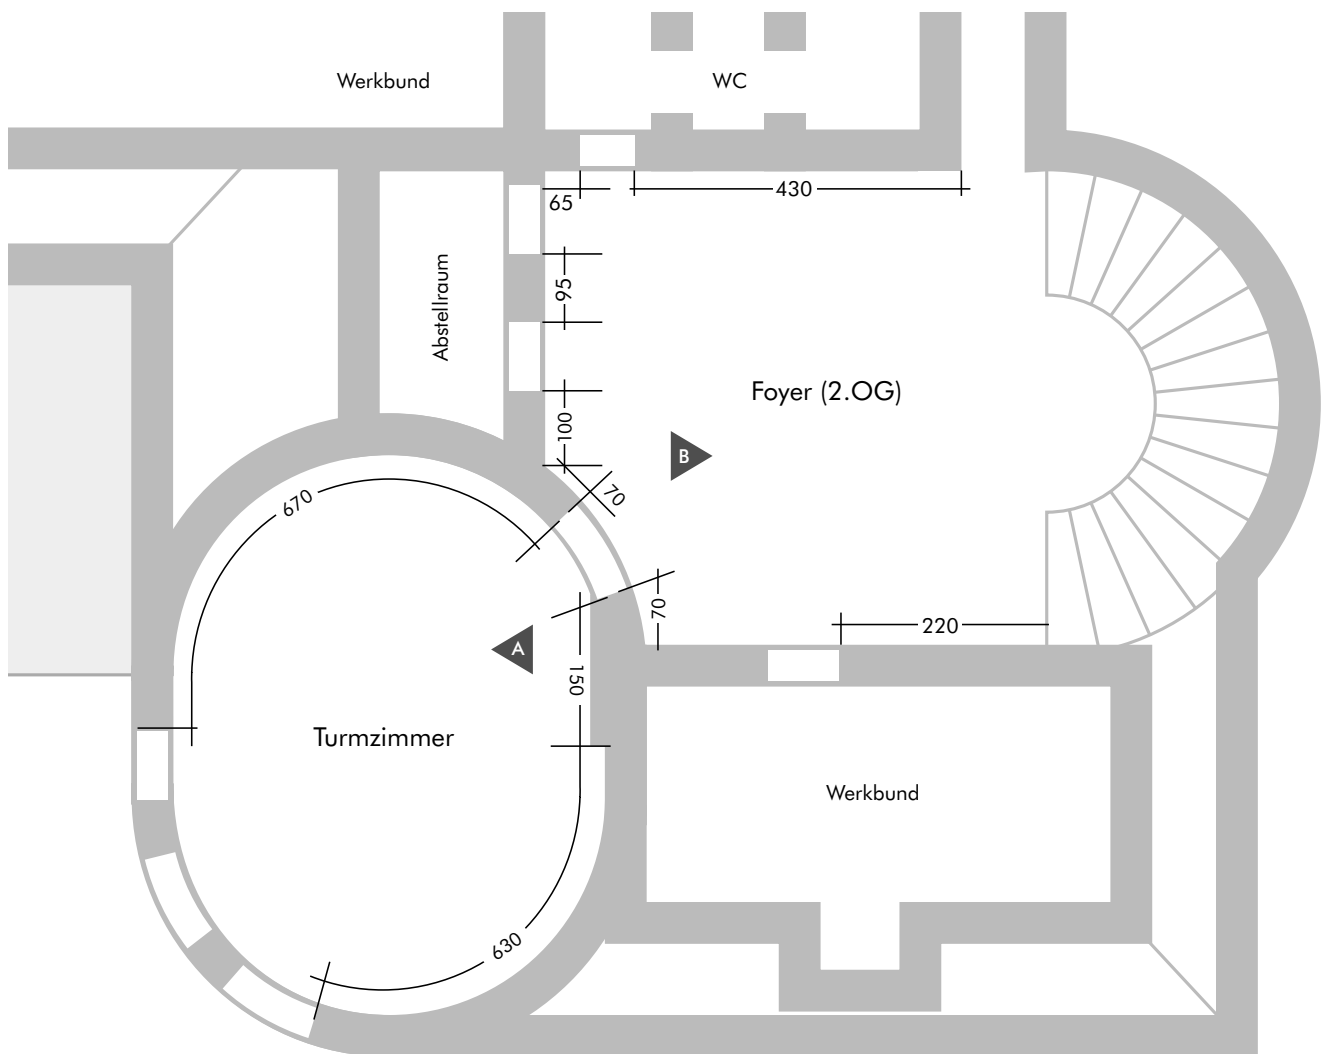 Werkbund
WC
65
430
Abstellraum
95
Foyer (2.OG)
100
B
670
70
70
220
A
150
Turmzimmer
Werkbund
630